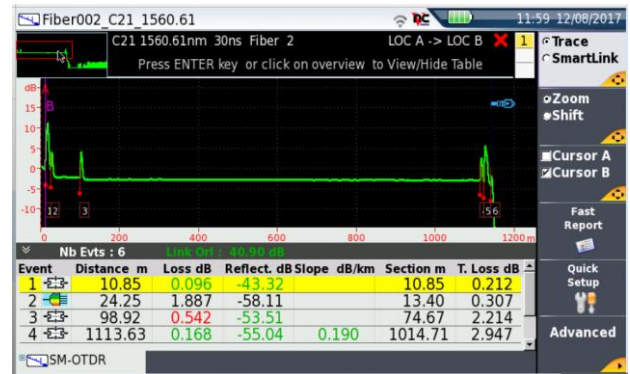 Fiber002_C21_1560.61
11:59 12/08/2017
C21 1560.61nm 30ns Fiber 2 LOC A -> LOC B 1
Press ENTER key or click on overview to View/Hide Table
Trace
SmartLink
Zoom
Shift
Cursor A
Cursor B
Fast
Report
Quick
Setup
Advanced
dB
B
15
10
5
0
-5
-10
12 3 56
0 200 400 600 800 1000 1200 m
Nb Evts : 6 Link Orl : 40.90 dB
Event Distance m Loss dB Reflect. dB Slope dB/km Section m T. Loss dB
1 10.85 0.096 -43.32 10.85 0.212
2 24.25 1.887 -58.11 13.40 0.307
3 98.92 0.542 -53.51 74.67 2.214
4 1113.63 0.168 -55.04 0.190 1014.71 2.947
SM-OTDR